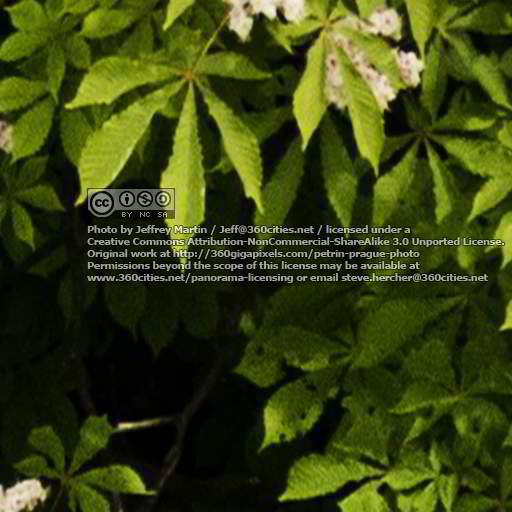 cc
BY NC SA
Photo by Jeffrey Martin / Jeff@360cities.net / licensed under a
Creative Commons Attribution-NonCommercial-ShareAlike 3.0 Unported License.
Original work at http://360gigapixels.com/petrin-prague-photo
Permissions beyond the scope of this license may be available at
www.360cities.net/panorama-licensing or email steve.hercher@360cities.net